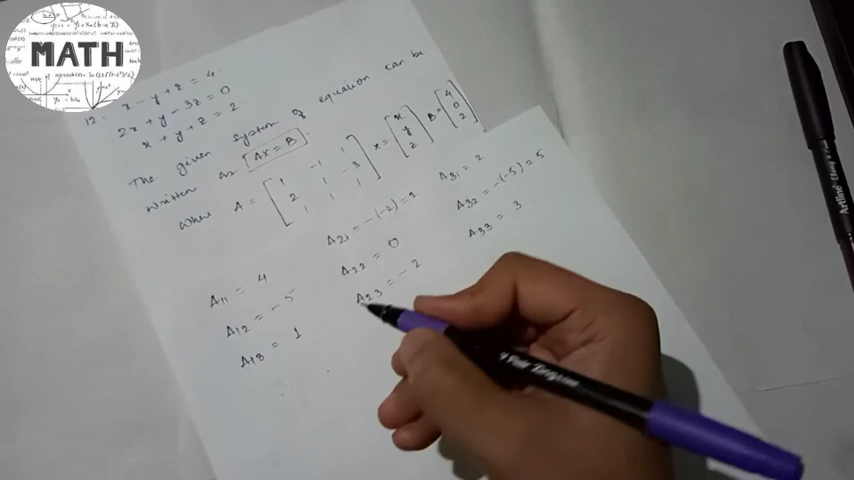 MATH
12. x - y + z = 4.
2x + y - 3z = 0
x + y + z = 2.
The given system of equation can be
written as AX = B.
where A = [1 -1 1; 2 1 -3; 1 1 1] X = [x; y; z] B = [4; 0; 2]
A11 = 4 A21 = -(-2) = 2 A31 = 2
A12 = -5 A22 = 0 A32 = -(-5) = 5
A13 = 1 A23 = -2 A33 = 3
Artline